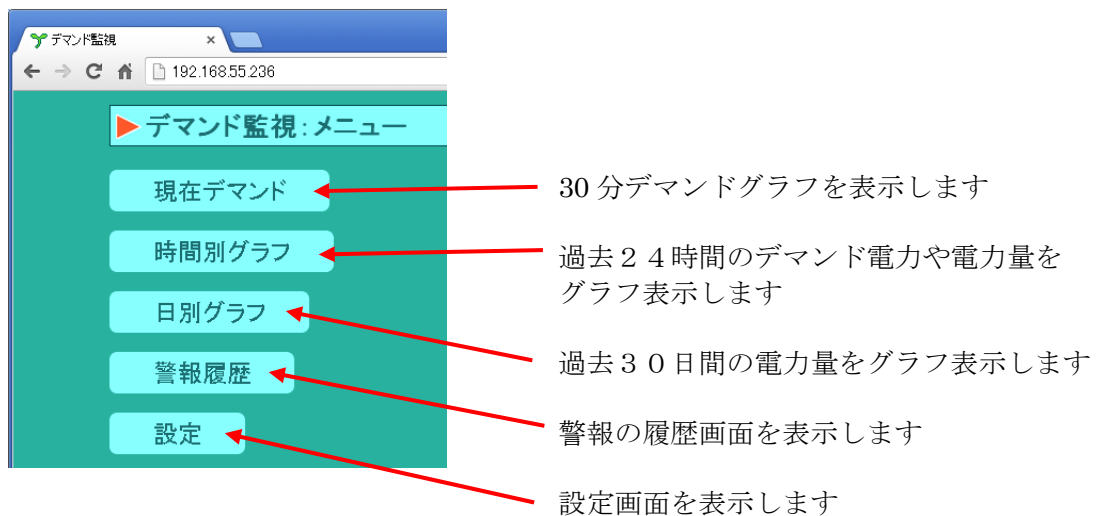 デマンド監視
192.168.55.236
デマンド監視:メニュー
現在デマンド
30 分デマンドグラフを表示します
時間別グラフ
過去24時間のデマンド電力や電力量を
グラフ表示します
日別グラフ
過去30日間の電力量をグラフ表示します
警報履歴
警報の履歴画面を表示します
設定
設定画面を表示します